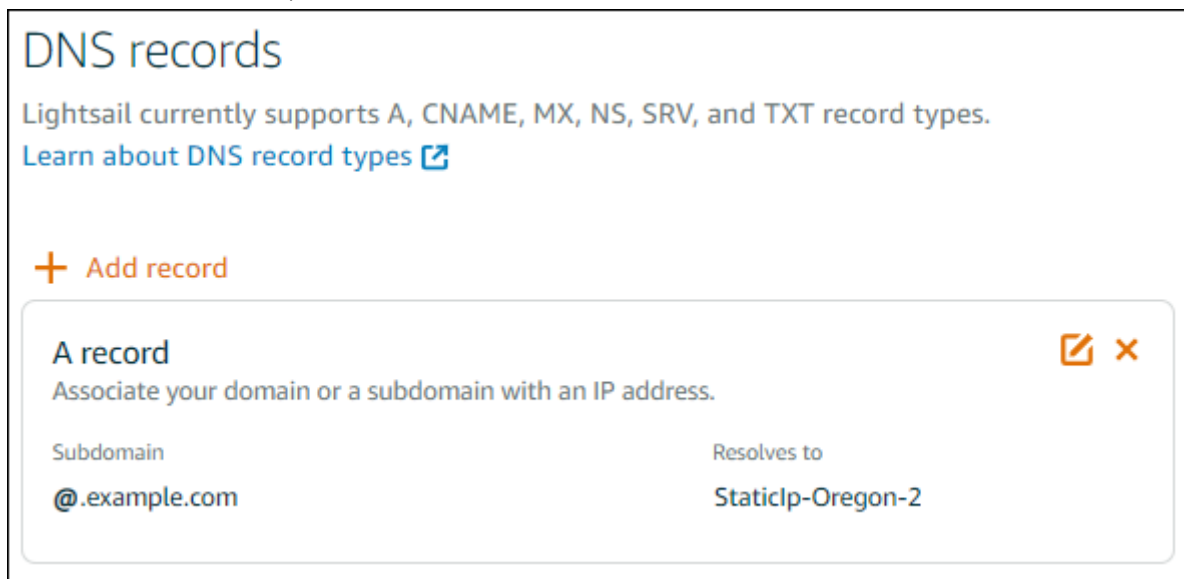 DNS records
Lightsail currently supports A, CNAME, MX, NS, SRV, and TXT record types.
Learn about DNS record types
+ Add record
A record
Associate your domain or a subdomain with an IP address.
Subdomain
Resolves to
@.example.com
StaticIp-Oregon-2